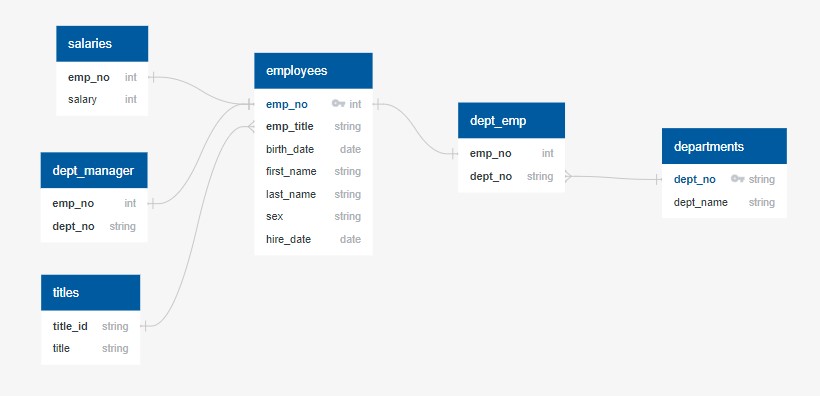 salaries
emp_no int
salary int
employees
emp_no int
emp_title string
birth_date date
first_name string
last_name string
sex string
hire_date date
dept_emp
emp_no int
dept_no string
departments
dept_no string
dept_name string
dept_manager
emp_no int
dept_no string
titles
title_id string
title string